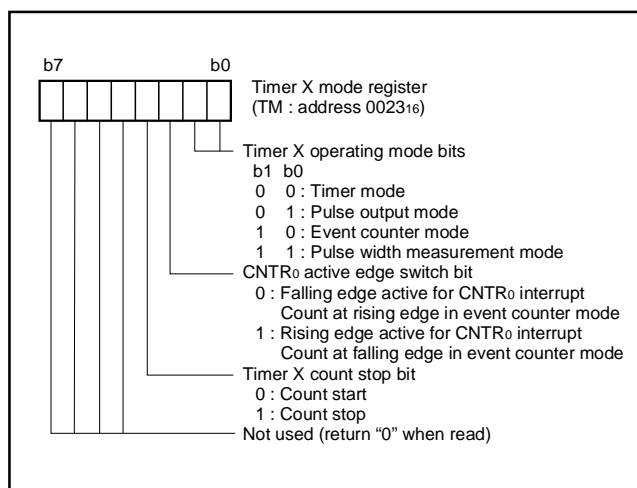 b7 b0
Timer X mode register
(TM : address 0023₁₆)
Timer X operating mode bits
b1 b0
0 0 : Timer mode
0 1 : Pulse output mode
1 0 : Event counter mode
1 1 : Pulse width measurement mode
CNTR₀ active edge switch bit
0 : Falling edge active for CNTR₀ interrupt
Count at rising edge in event counter mode
1 : Rising edge active for CNTR₀ interrupt
Count at falling edge in event counter mode
Timer X count stop bit
0 : Count start
1 : Count stop
Not used (return “0” when read)